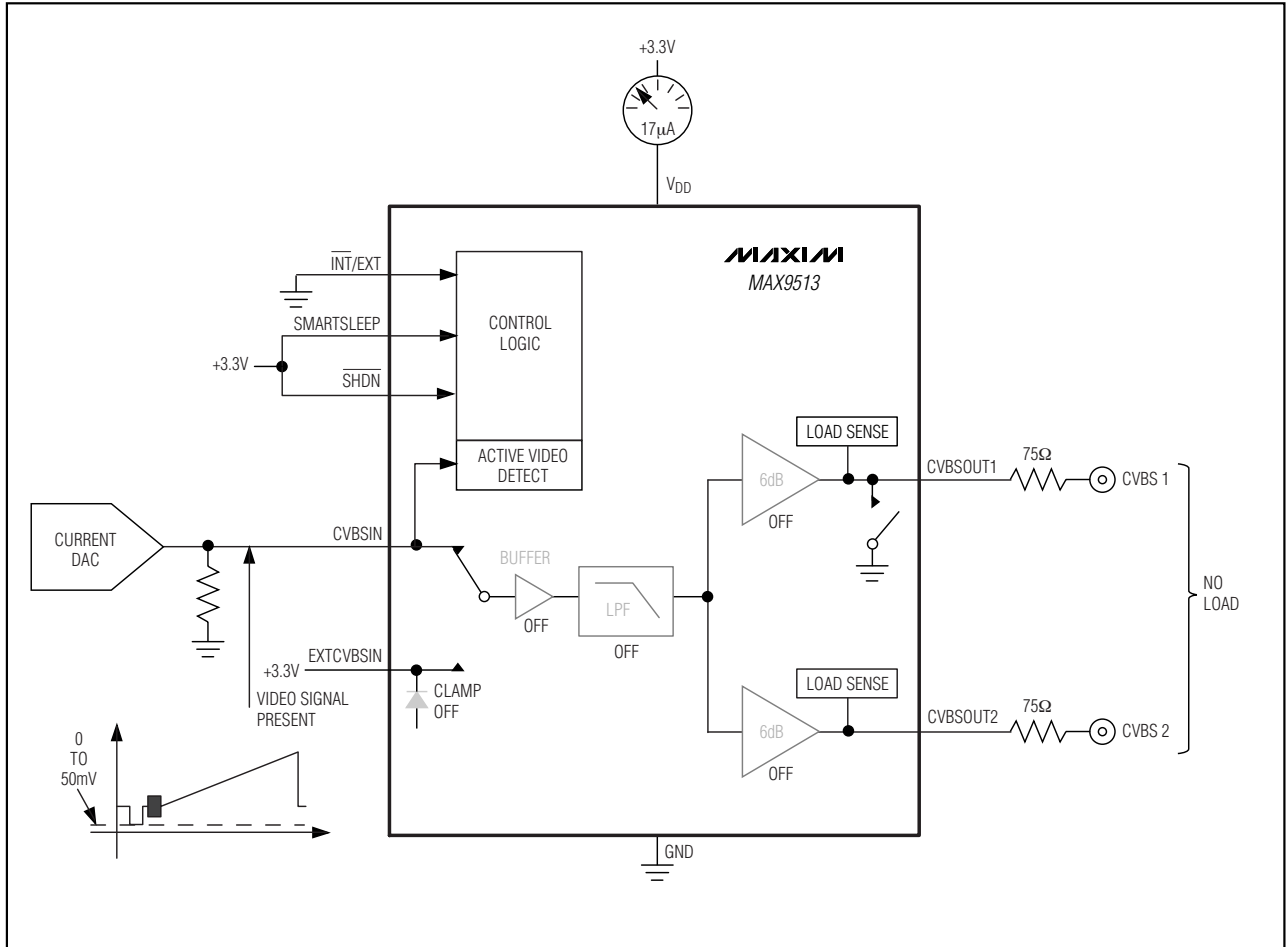 +3.3V
17µA
VDD
MAXIM
MAX9513
INT/EXT
SMARTSLEEP
+3.3V
SHDN
CONTROL
LOGIC
ACTIVE VIDEO
DETECT
LOAD SENSE
6dB
OFF
CVBSOUT1
75Ω
CVBS 1
CURRENT
DAC
CVBSIN
BUFFER
OFF
LPF
OFF
NO
LOAD
EXTCVBSIN
+3.3V
CLAMP
OFF
VIDEO SIGNAL
PRESENT
LOAD SENSE
6dB
OFF
CVBSOUT2
75Ω
CVBS 2
0
TO
50mV
GND